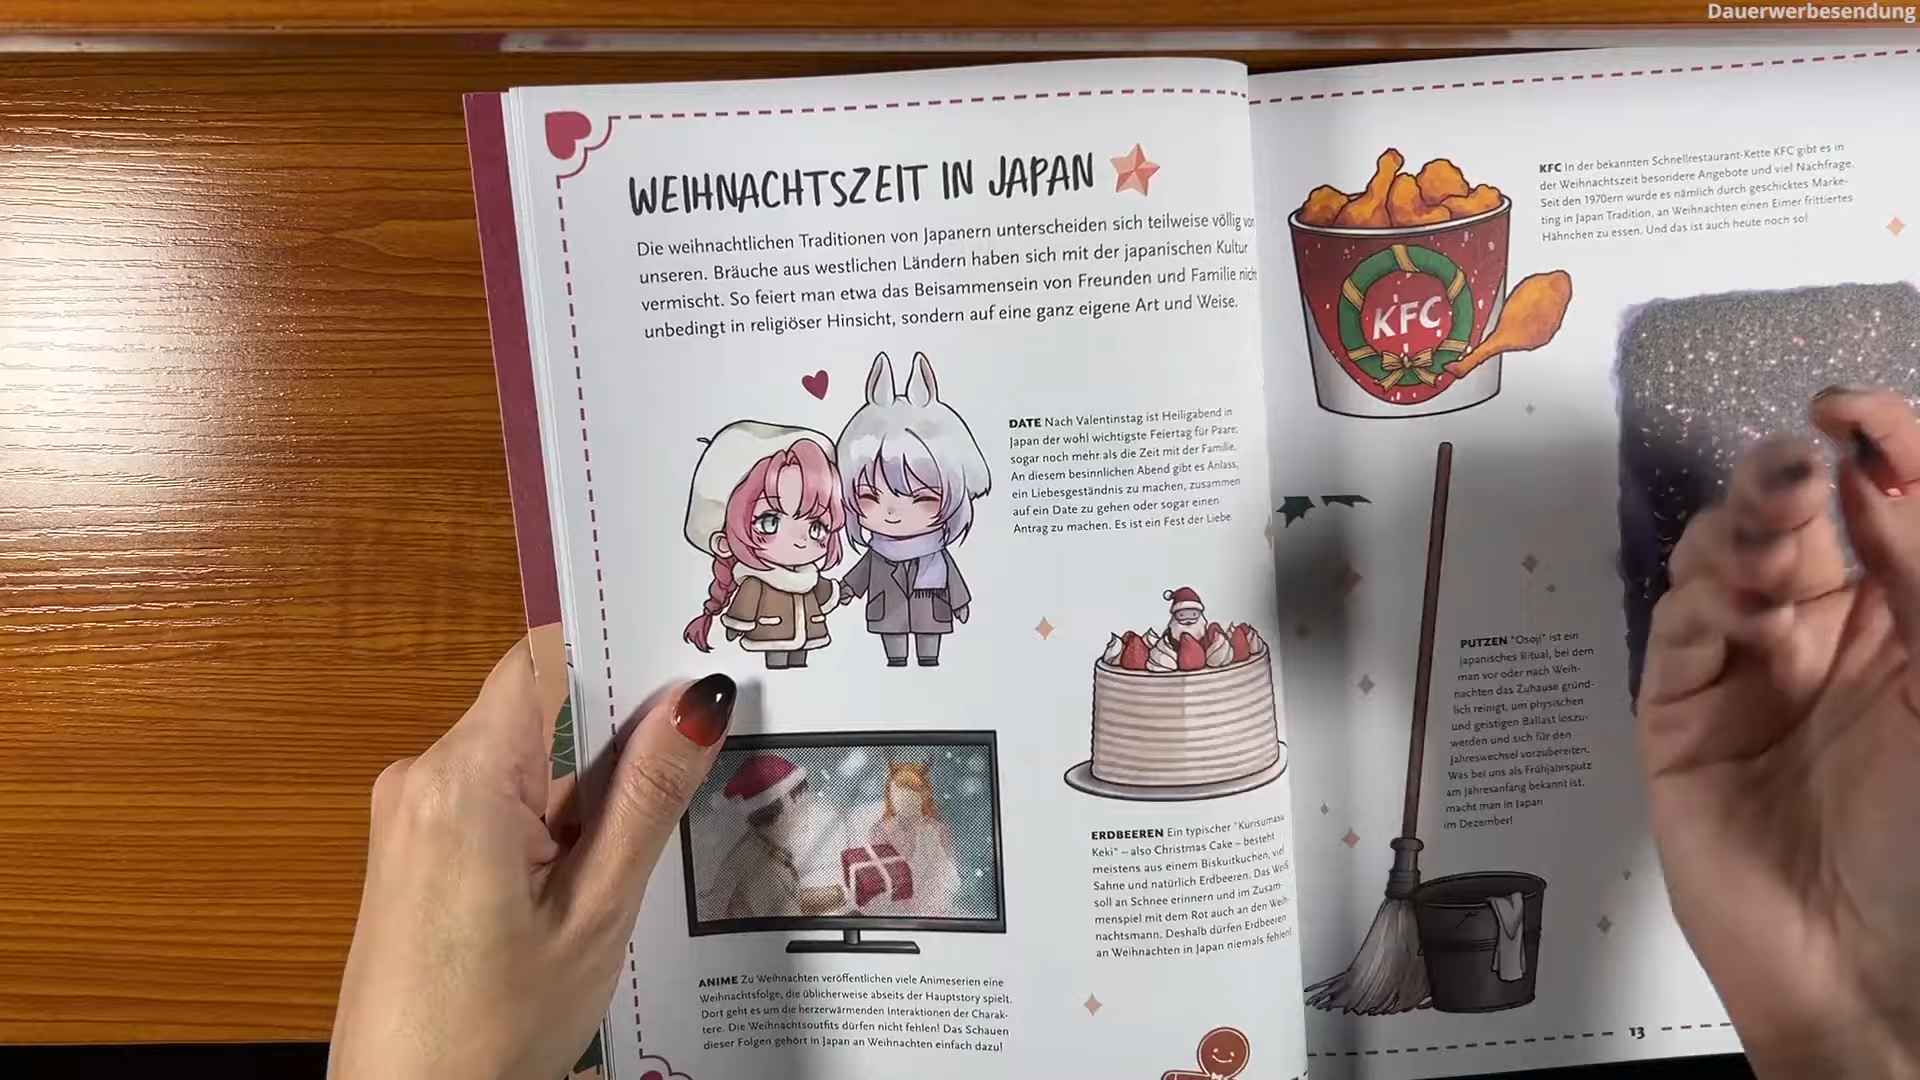 Dauerwerbesendung
WEIHNACHTSZEIT IN JAPAN
Die weihnachtlichen Traditionen von Japanern unterscheiden sich teilweise völlig von
unseren. Bräuche aus westlichen Ländern haben sich mit der japanischen Kultur
vermischt. So feiert man etwa das Beisammensein von Freunden und Familie nicht
unbedingt in religiöser Hinsicht, sondern auf eine ganz eigene Art und Weise.
DATE Nach Valentinstag ist Heiligabend in
Japan der wohl wichtigste Feiertag für Paare;
sogar noch mehr als die Zeit mit der Familie.
An diesem besinnlichen Abend gibt es Anlass,
ein Liebesgeständnis zu machen, zusammen
auf ein Date zu gehen oder sogar einen
Antrag zu machen. Es ist ein Fest der Liebe.
ERDBEEREN Ein typischer "Kurisumasu
Keki" – also Christmas Cake – besteht
meistens aus einem Biskuitkuchen, viel
Sahne und natürlich Erdbeeren. Das Weiß
soll an Schnee erinnern und im Zusam-
menspiel mit dem Rot auch an den Weih-
nachtsmann. Deshalb dürfen Erdbeeren
an Weihnachten in Japan niemals fehlen!
ANIME Zu Weihnachten veröffentlichen viele Animeserien eine
Weihnachtsfolge, die üblicherweise abseits der Hauptstory spielt.
Dort geht es um die herzerwärmenden Interaktionen der Charak-
tere. Die Weihnachtsoutfits dürfen nicht fehlen! Das Schauen
dieser Folgen gehört in Japan an Weihnachten einfach dazu!
KFC In der bekannten Schnellrestaurant-Kette KFC gibt es in
der Weihnachtszeit besondere Angebote und viel Nachfrage.
Seit den 1970ern wurde es nämlich durch geschicktes Marke-
ting in Japan Tradition, an Weihnachten einen Eimer frittiertes
Hähnchen zu essen. Und das ist auch heute noch so!
KFC
PUTZEN "Osoji" ist ein
japanisches Ritual, bei dem
man vor oder nach Weih-
nachten das Zuhause gründ-
lich reinigt, um physischen
und geistigen Ballast loszu-
werden und sich für den
Jahreswechsel vorzubereiten.
Was bei uns als Frühjahrsputz
am Jahresanfang bekannt ist,
macht man in Japan
im Dezember!
13